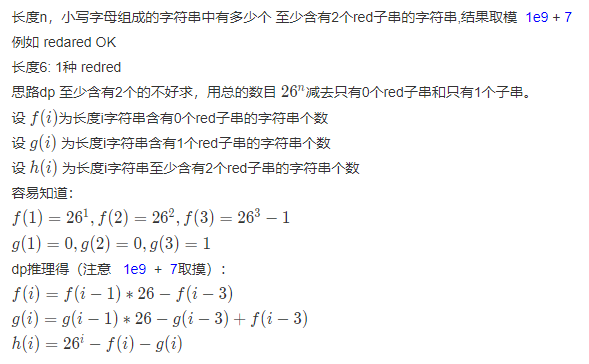 长度n，小写字母组成的字符串中有多少个 至少含有2个red子串的字符串,结果取模 1e9 + 7
例如 redared OK
长度6: 1种 redred
思路dp 至少含有2个的不好求，用总的数目 26ⁿ减去只有0个red子串和只有1个子串。
设 f(i)为长度i字符串含有0个red子串的字符串个数
设 g(i) 为长度i字符串含有1个red子串的字符串个数
设 h(i) 为长度i字符串至少含有2个red子串的字符串个数
容易知道：
f(1) = 26¹, f(2) = 26², f(3) = 26³ − 1
g(1) = 0, g(2) = 0, g(3) = 1
dp推理得（注意 1e9 + 7取摸）：
f(i) = f(i − 1) * 26 − f(i − 3)
g(i) = g(i − 1) * 26 − g(i − 3) + f(i − 3)
h(i) = 26ⁱ − f(i) − g(i)